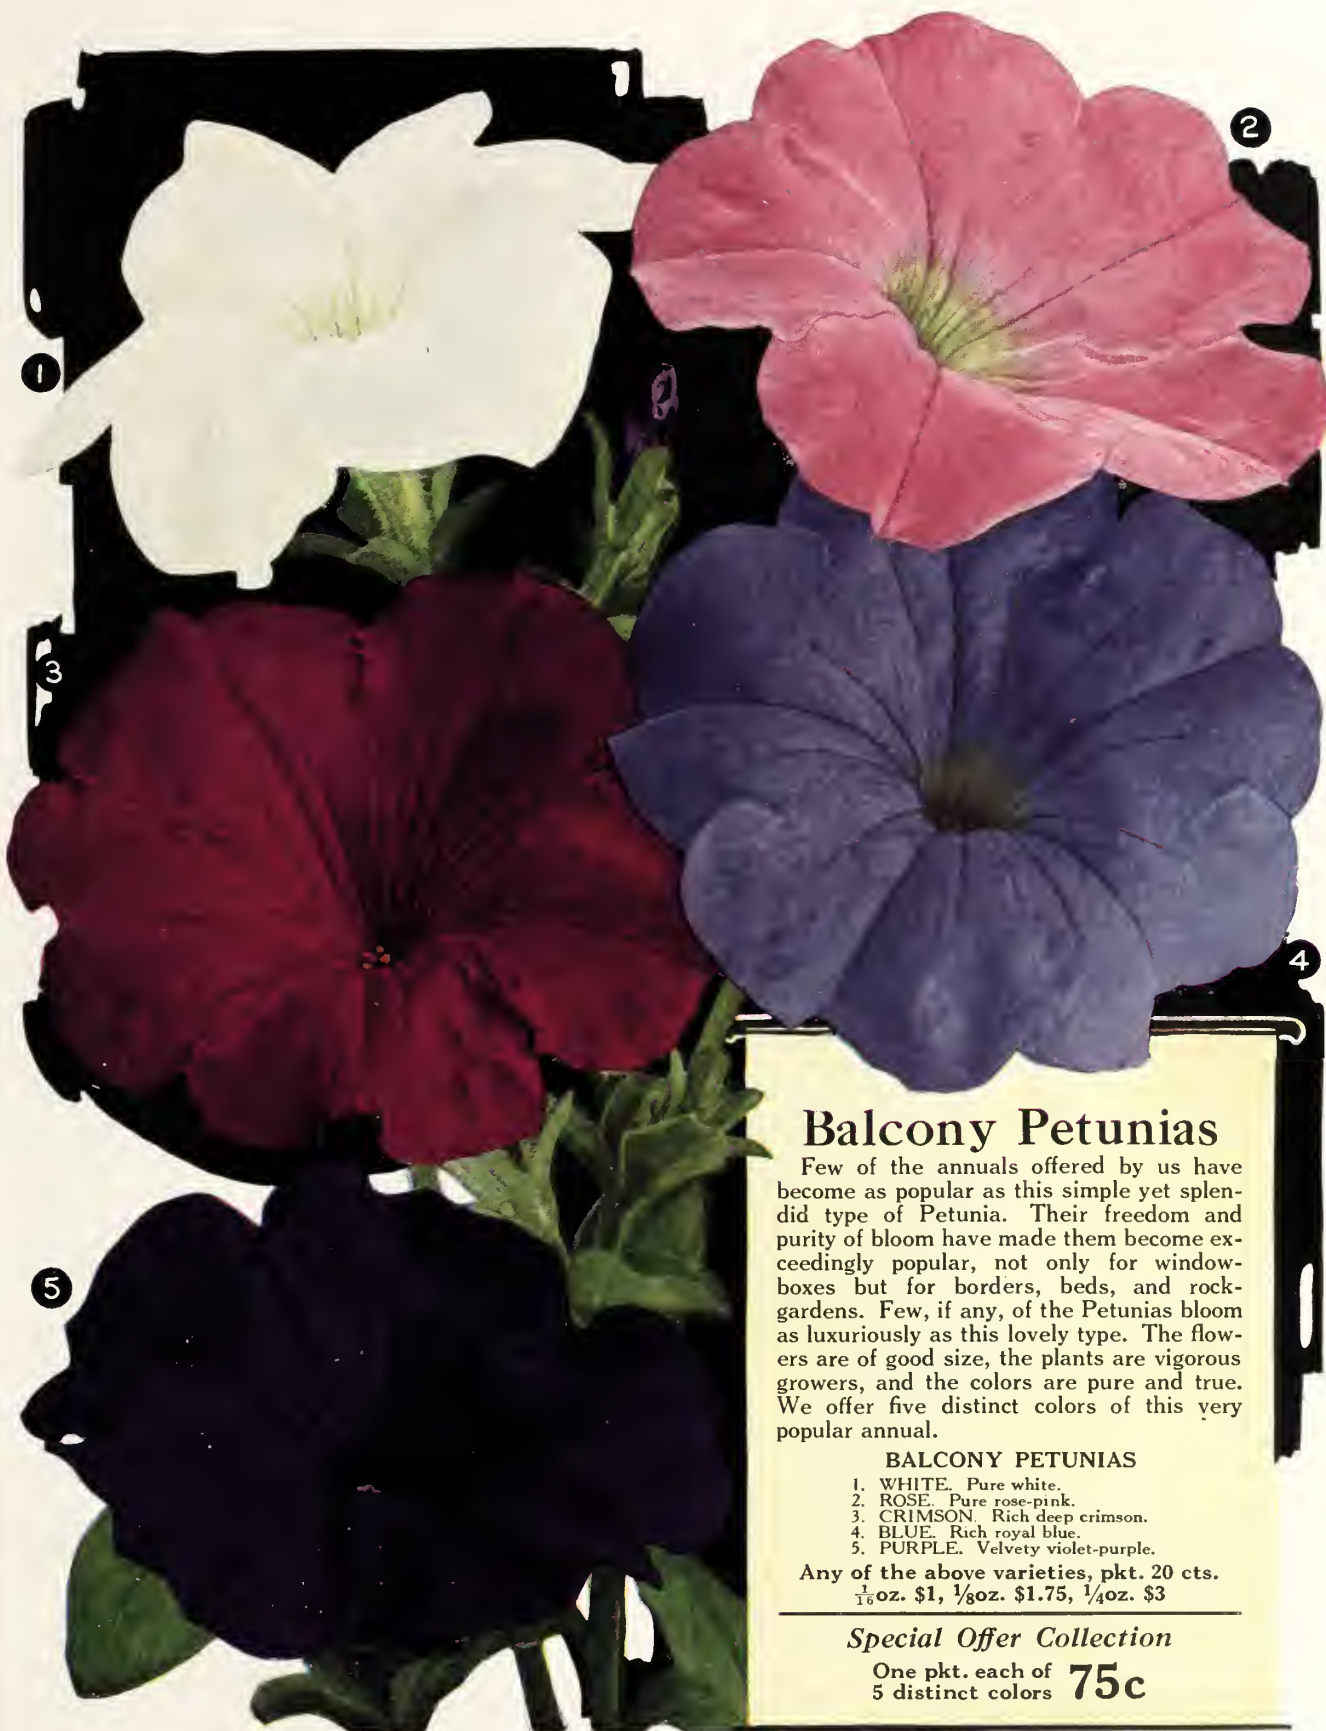 1
2
3
4
5
Balcony Petunias
Few of the annuals offered by us have
become as popular as this simple yet splen-
did type of Petunia. Their freedom and
purity of bloom have made them become ex-
ceedingly popular, not only for window-
boxes but for borders, beds, and rock-
gardens. Few, if any, of the Petunias bloom
as luxuriously as this lovely type. The flow-
ers are of good size, the plants are vigorous
growers, and the colors are pure and true.
We offer five distinct colors of this very
popular annual.
BALCONY PETUNIAS
1. WHITE. Pure white.
2. ROSE. Pure rose-pink.
3. CRIMSON. Rich deep crimson.
4. BLUE. Rich royal blue.
5. PURPLE. Velvety violet-purple.
Any of the above varieties, pkt. 20 cts.
1/16oz. $1, 1/8oz. $1.75, 1/4oz. $3
Special Offer Collection
One pkt. each of
5 distinct colors 75c